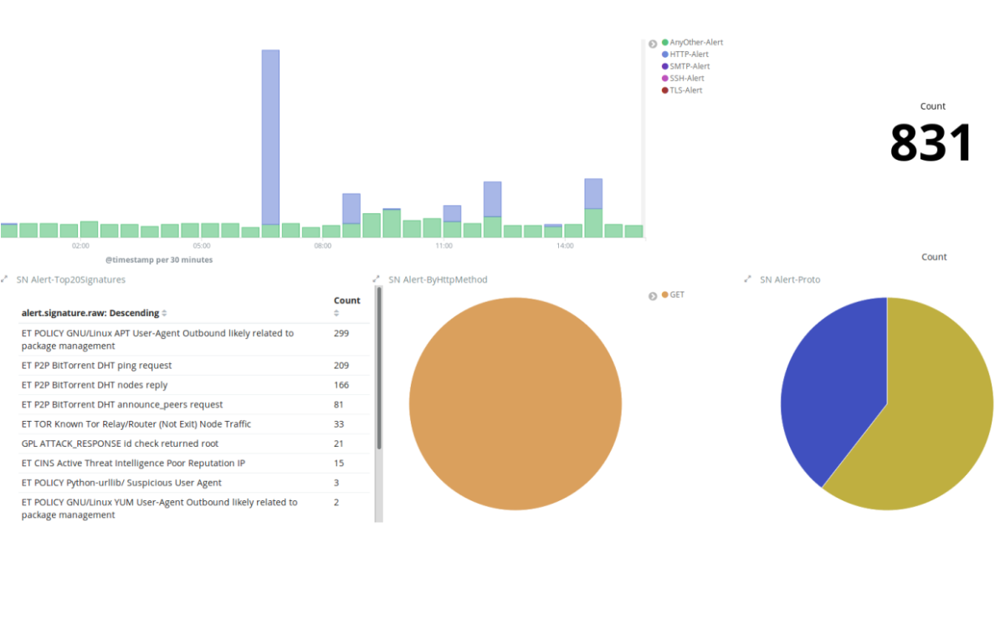 AnyOther-Alert
HTTP-Alert
SMTP-Alert
SSH-Alert
TLS-Alert
Count
831
02:00 05:00 08:00 11:00 14:00
@timestamp per 30 minutes
Count
SN Alert-Top20Signatures
Count
alert.signature.raw: Descending
ET POLICY GNU/Linux APT User-Agent Outbound likely related to
package management
299
ET P2P BitTorrent DHT ping request 209
ET P2P BitTorrent DHT nodes reply 166
ET P2P BitTorrent DHT announce_peers request 81
ET TOR Known Tor Relay/Router (Not Exit) Node Traffic 33
GPL ATTACK_RESPONSE id check returned root 21
ET CINS Active Threat Intelligence Poor Reputation IP 15
ET POLICY Python-urllib/ Suspicious User Agent 3
ET POLICY GNU/Linux YUM User-Agent Outbound likely related to
package management
2
SN Alert-ByHttpMethod
GET
SN Alert-Proto